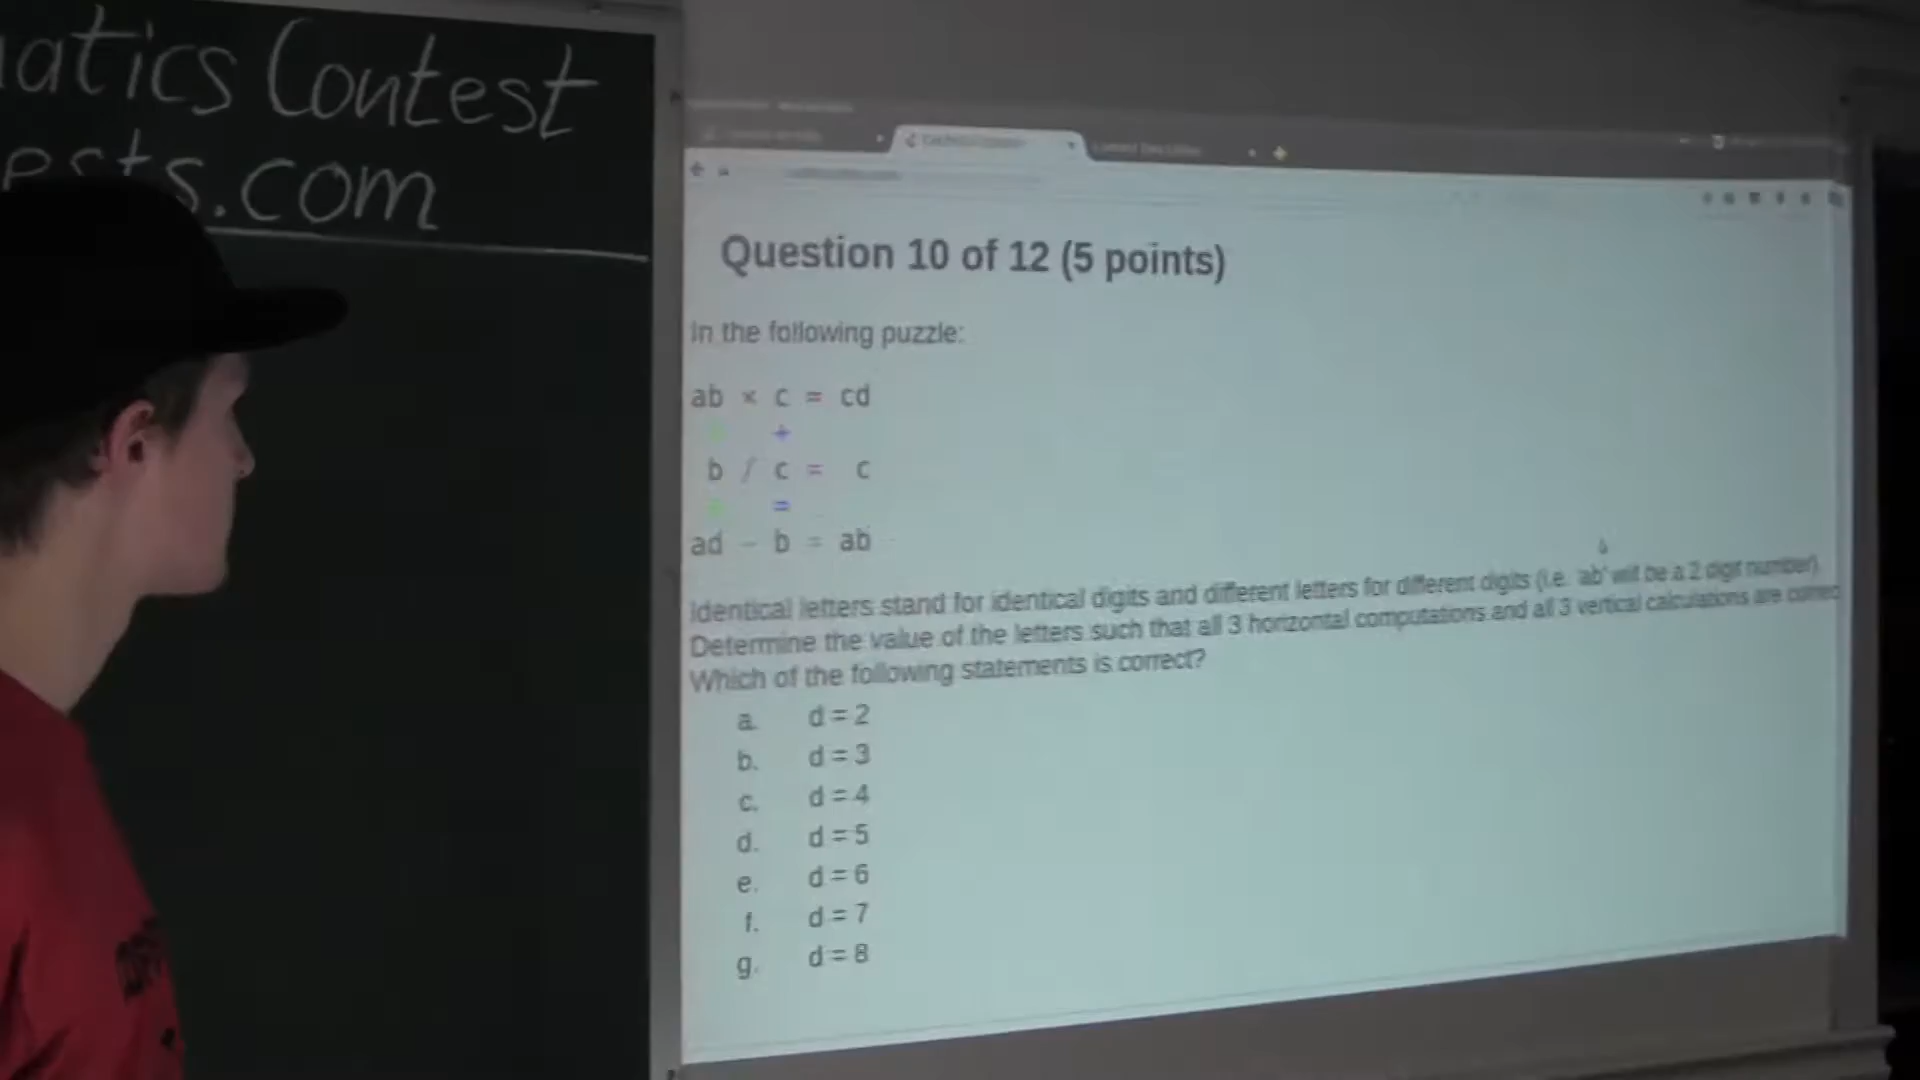 atics Contest
ests.com
Question 10 of 12 (5 points)
In the following puzzle:
ab × c = cd
+
b / c = c
=
ad - b = ab
Identical letters stand for identical digits and different letters for different digits (i.e. 'ab' will be a 2 digit number).
Determine the value of the letters such that all 3 horizontal computations and all 3 vertical calculations are correct
Which of the following statements is correct?
a. d = 2
b. d = 3
c. d = 4
d. d = 5
e. d = 6
f. d = 7
g. d = 8